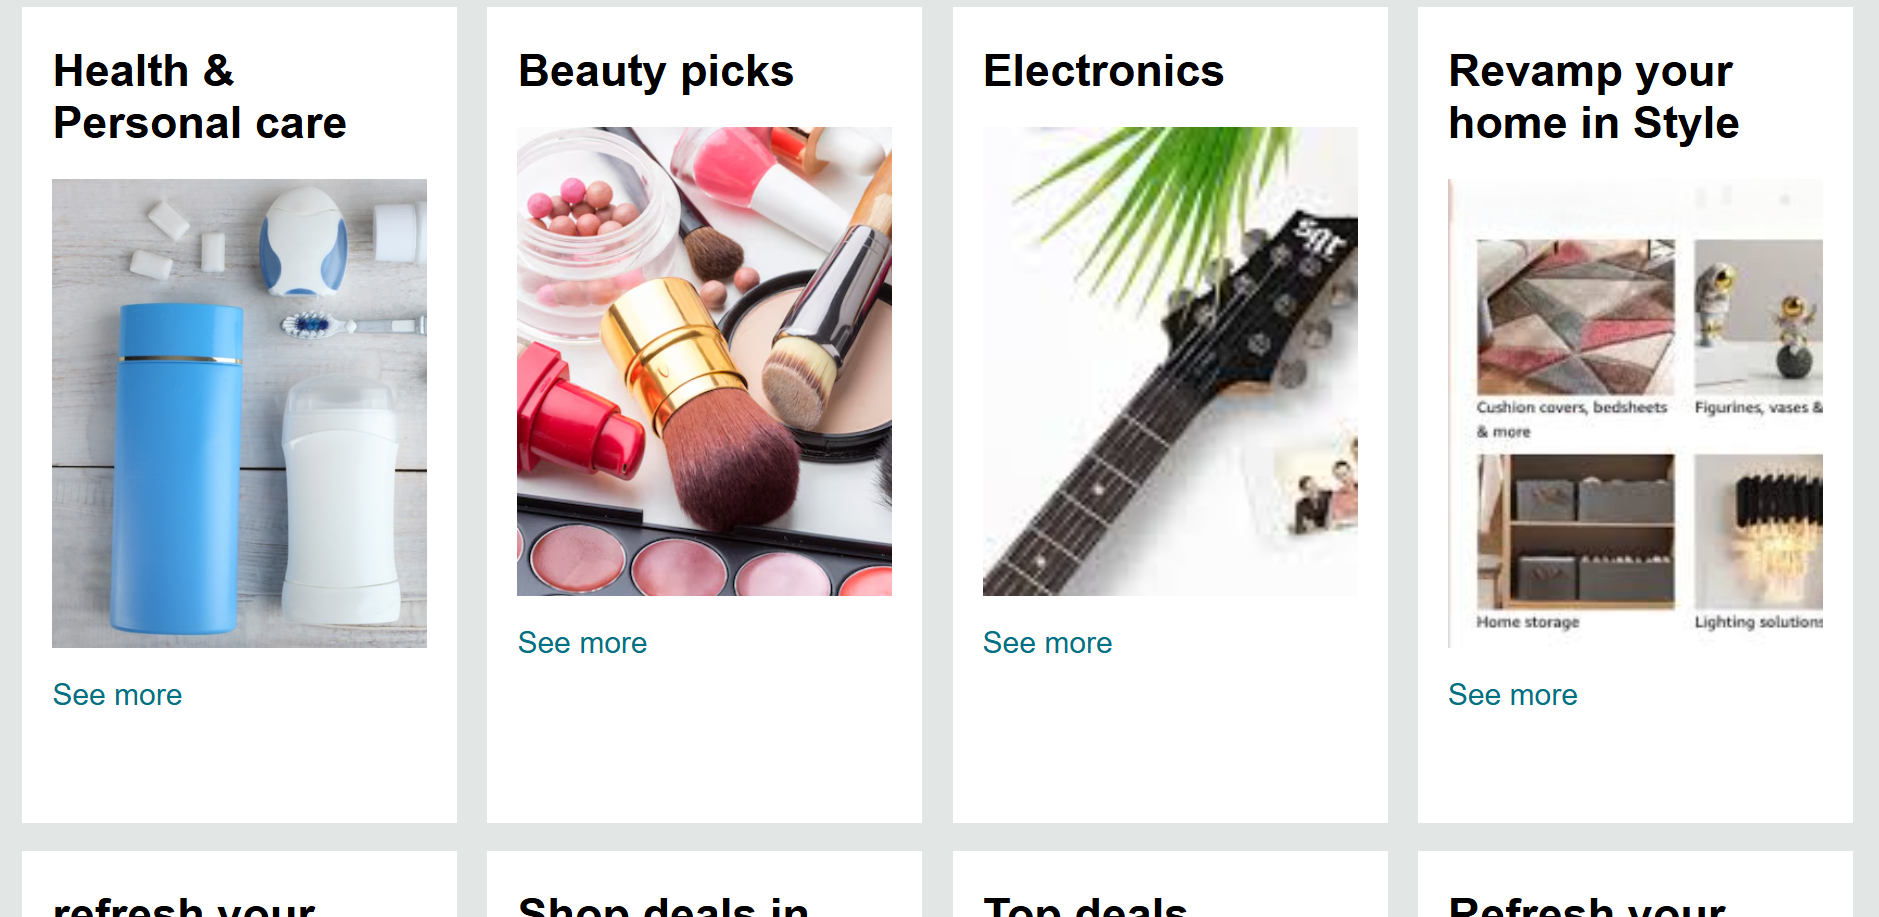 Health &
Personal care
See more
Beauty picks
See more
Electronics
See more
Revamp your
home in Style
Cushion covers, bedsheets
& more
Figurines, vases &
Home storage
Lighting solutions
See more
refresh your
Shop deals in
Top deals
Refresh your